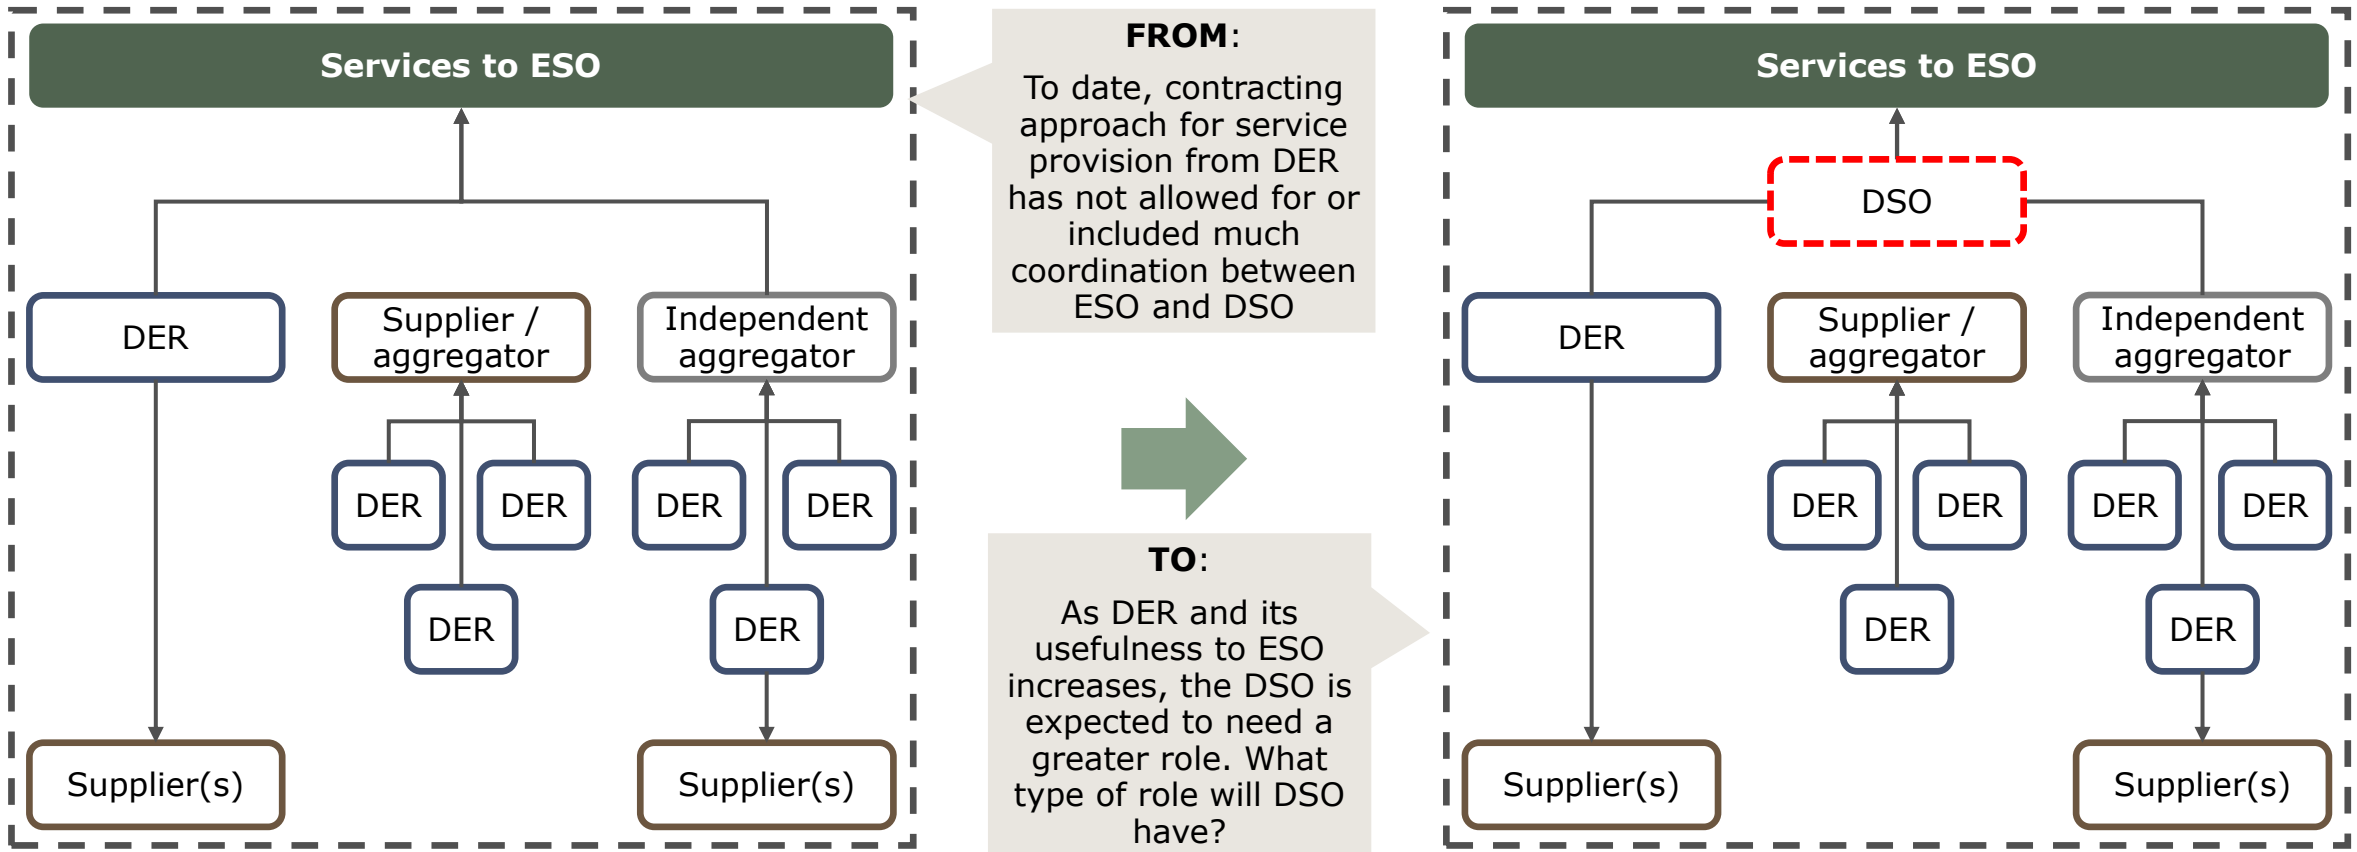 Services to ESO
DER
Supplier /
aggregator
Independent
aggregator
DER
DER
DER
DER
DER
DER
Supplier(s)
Supplier(s)
FROM:
To date, contracting
approach for service
provision from DER
has not allowed for or
included much
coordination between
ESO and DSO
TO:
As DER and its
usefulness to ESO
increases, the DSO is
expected to need a
greater role. What
type of role will DSO
have?
Services to ESO
DSO
DER
Supplier /
aggregator
Independent
aggregator
DER
DER
DER
DER
DER
DER
Supplier(s)
Supplier(s)